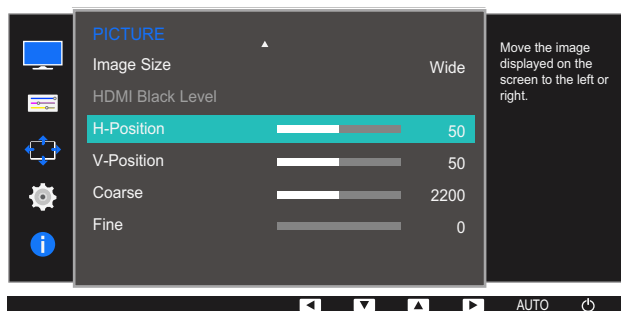 PICTURE
Image Size Wide
HDMI Black Level
H-Position 50
V-Position 50
Coarse 2200
Fine 0
Move the image
displayed on the
screen to the left or
right.
AUTO